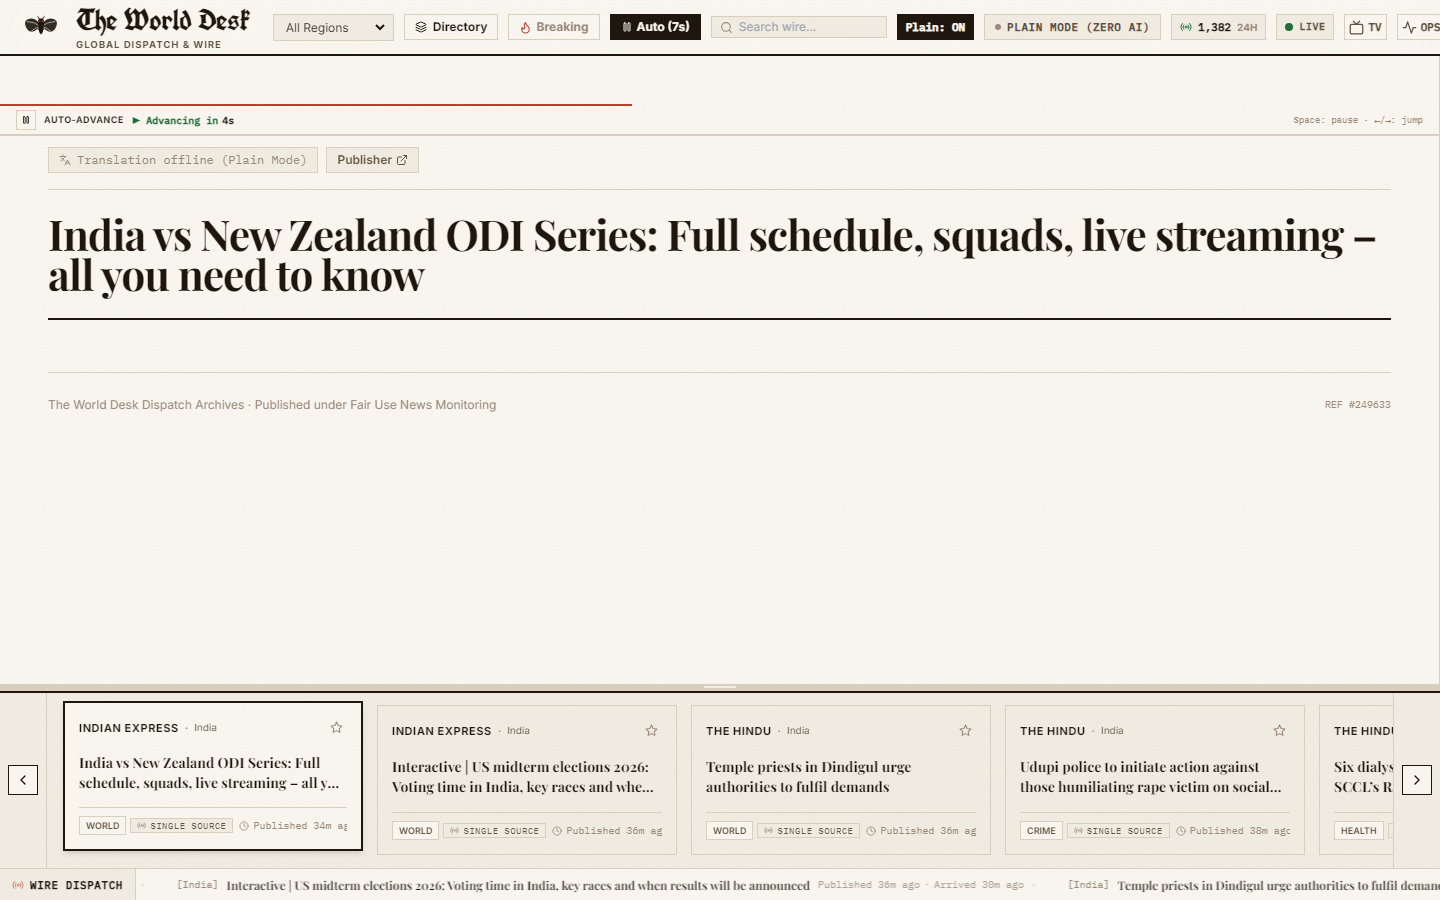 The World Desk
GLOBAL DISPATCH & WIRE
All Regions
Directory
Breaking
Auto (7s)
Search wire...
Plain: ON
PLAIN MODE (ZERO AI)
1,382 24H
LIVE
TV
OPS
AUTO-ADVANCE ▶ Advancing in 4s
Space: pause · ←/→: jump
Translation offline (Plain Mode)
Publisher
India vs New Zealand ODI Series: Full schedule, squads, live streaming –
all you need to know
The World Desk Dispatch Archives · Published under Fair Use News Monitoring
REF #249633
INDIAN EXPRESS · India
India vs New Zealand ODI Series: Full
schedule, squads, live streaming – all y...
WORLD
SINGLE SOURCE
Published 34m ag
INDIAN EXPRESS · India
Interactive | US midterm elections 2026:
Voting time in India, key races and whe...
WORLD
SINGLE SOURCE
Published 36m ag
THE HINDU · India
Temple priests in Dindigul urge
authorities to fulfil demands
WORLD
SINGLE SOURCE
Published 36m ag
THE HINDU · India
Udupi police to initiate action against
those humiliating rape victim on social...
CRIME
SINGLE SOURCE
Published 38m ago
THE HINDU
Six dialys
SCCL's R
HEALTH
WIRE DISPATCH
· [India] Interactive | US midterm elections 2026: Voting time in India, key races and when results will be announced Published 36m ago · Arrived 30m ago · [India] Temple priests in Dindigul urge authorities to fulfil deman